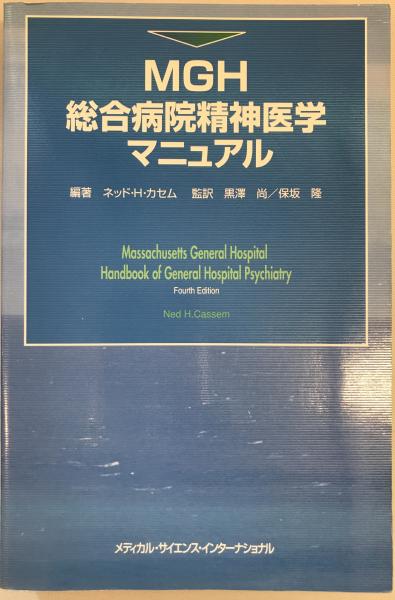 MGH
総合病院精神医学
マニュアル
編著 ネッド・H・カセム 監訳 黒澤 尚／保坂 隆
Massachusetts General Hospital
Handbook of General Hospital Psychiatry
Fourth Edition
Ned H.Cassem
メディカル・サイエンス・インターナショナル